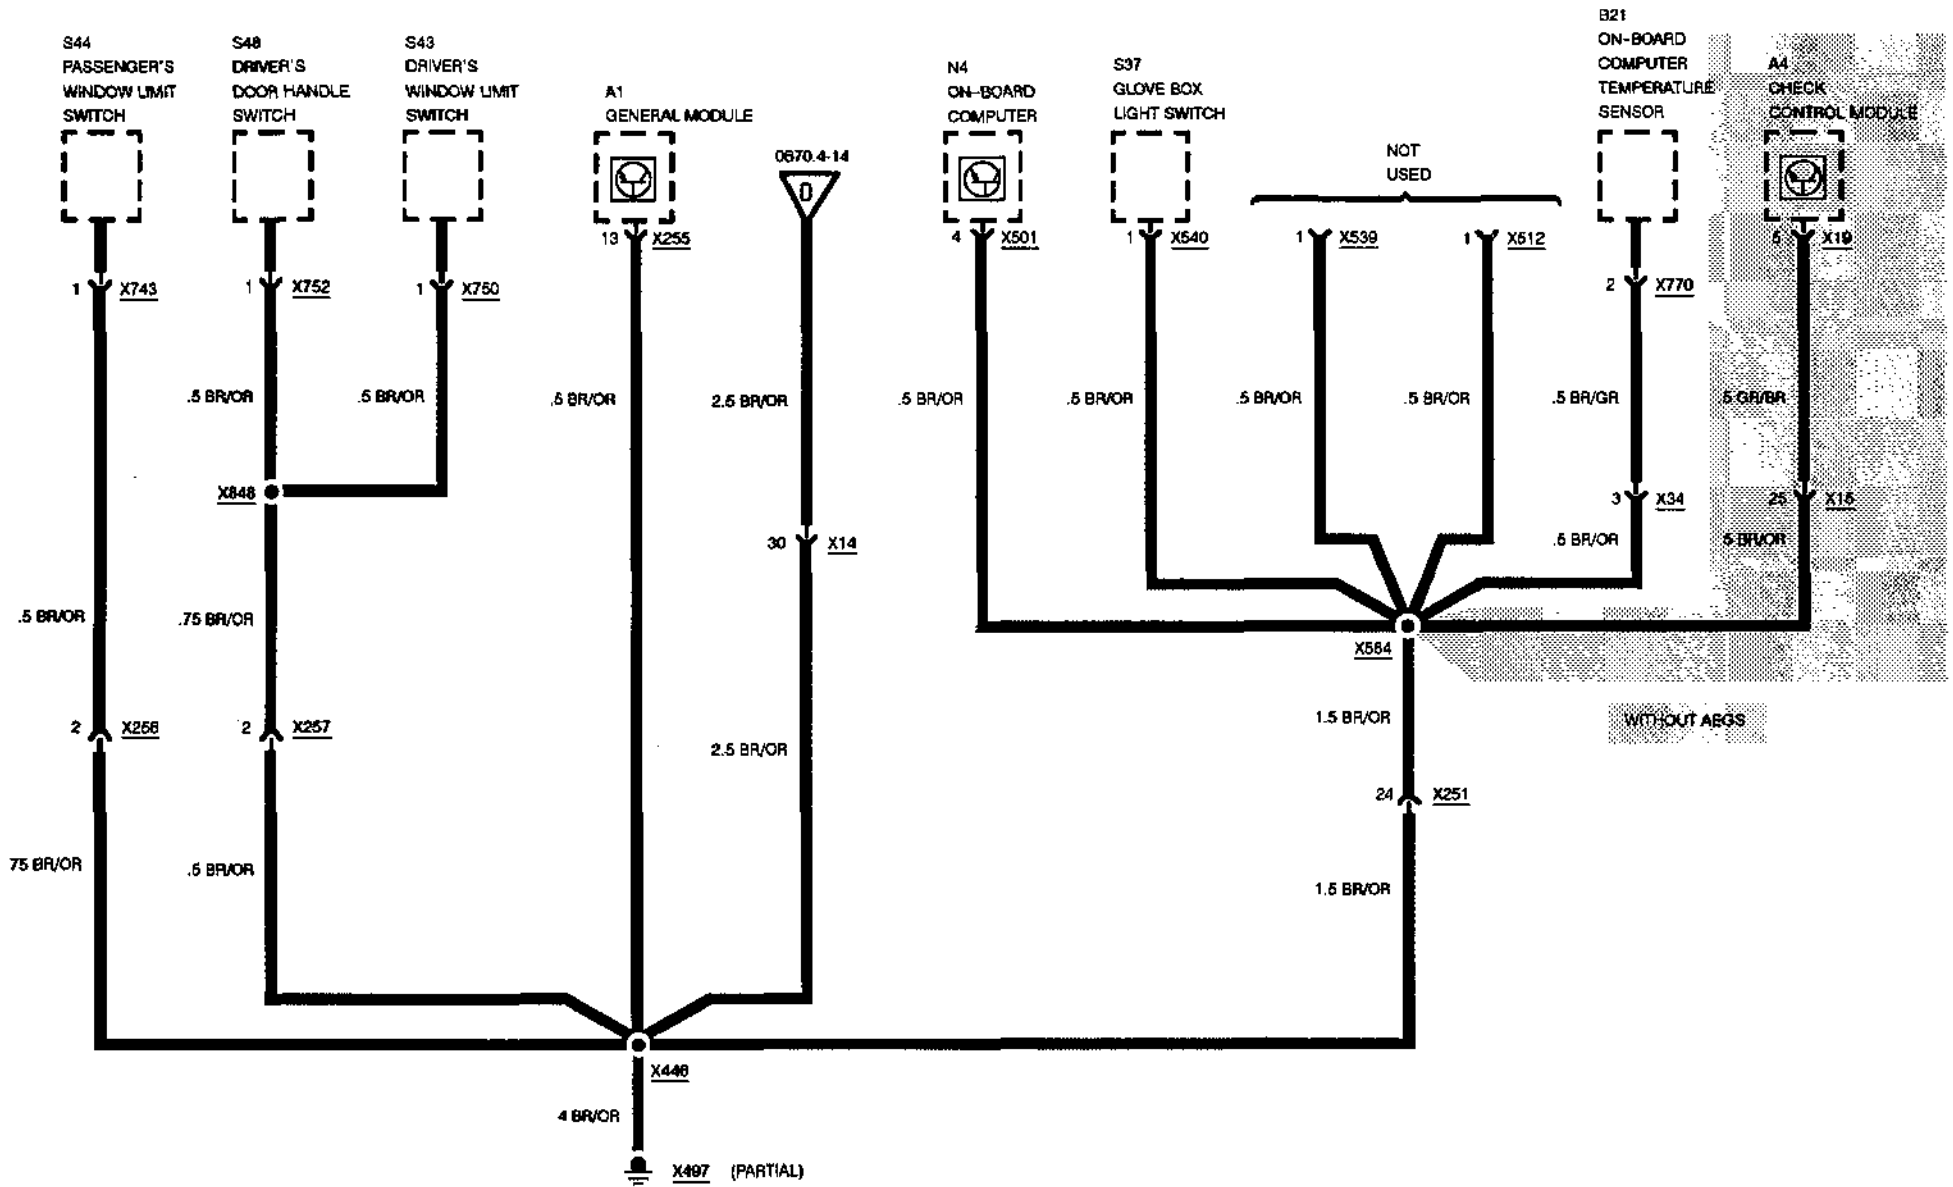 S44
PASSENGER'S
WINDOW LIMIT
SWITCH
S48
DRIVER'S
DOOR HANDLE
SWITCH
S43
DRIVER'S
WINDOW LIMIT
SWITCH
A1
GENERAL MODULE
0670.4-14
0
N4
ON-BOARD
COMPUTER
S37
GLOVE BOX
LIGHT SWITCH
NOT
USED
B21
ON-BOARD
COMPUTER
TEMPERATURE
SENSOR
A4
CHECK
CONTROL MODULE
13 X255
4 X501
1 X540
1 X539
1 X512
5 X19
1 X743
1 X752
1 X750
2 X770
.5 BR/OR
.5 BR/OR
.5 BR/OR
2.5 BR/OR
.5 BR/OR
.5 BR/OR
.5 BR/OR
.5 BR/OR
.5 BR/GR
.5 GR/BR
X848
3 X34
25 X15
30 X14
.5 BR/OR
.5 BR/OR
.5 BR/OR
.75 BR/OR
X564
2 X256
2 X257
2.5 BR/OR
1.5 BR/OR
WITHOUT AEGS
24 X251
75 BR/OR
.5 BR/OR
1.5 BR/OR
X446
4 BR/OR
X497 (PARTIAL)